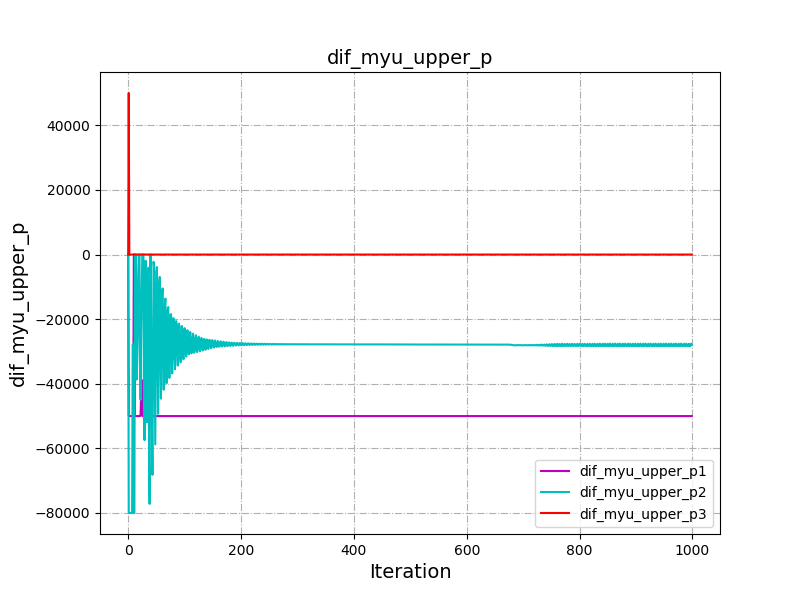 dif_myu_upper_p
40000
20000
0
−20000
−40000
−60000
−80000
dif_myu_upper_p
dif_myu_upper_p1
dif_myu_upper_p2
dif_myu_upper_p3
0
200
400
600
800
1000
Iteration